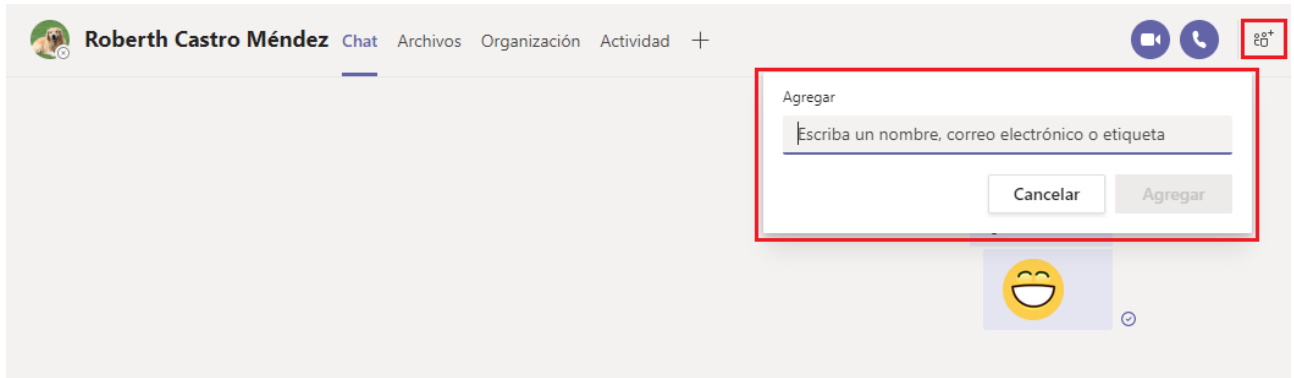 Roberth Castro Méndez Chat Archivos Organización Actividad +
Agregar
Escriba un nombre, correo electrónico o etiqueta
Cancelar Agregar